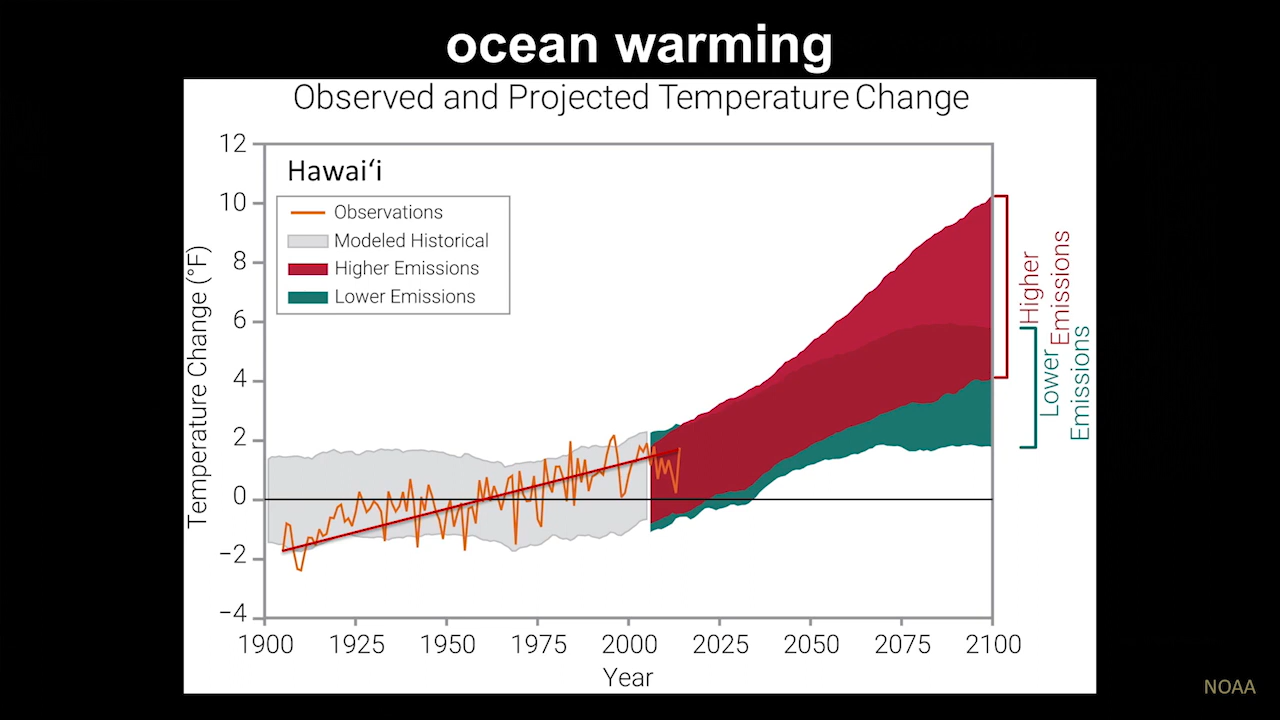 ocean warming
Observed and Projected Temperature Change
Hawaiʻi
Observations
Modeled Historical
Higher Emissions
Lower Emissions
Temperature Change (°F)
12
10
8
6
4
2
0
−2
−4
1900
1925
1950
1975
2000
2025
2050
2075
2100
Year
Higher
Emissions
Lower
Emissions
NOAA